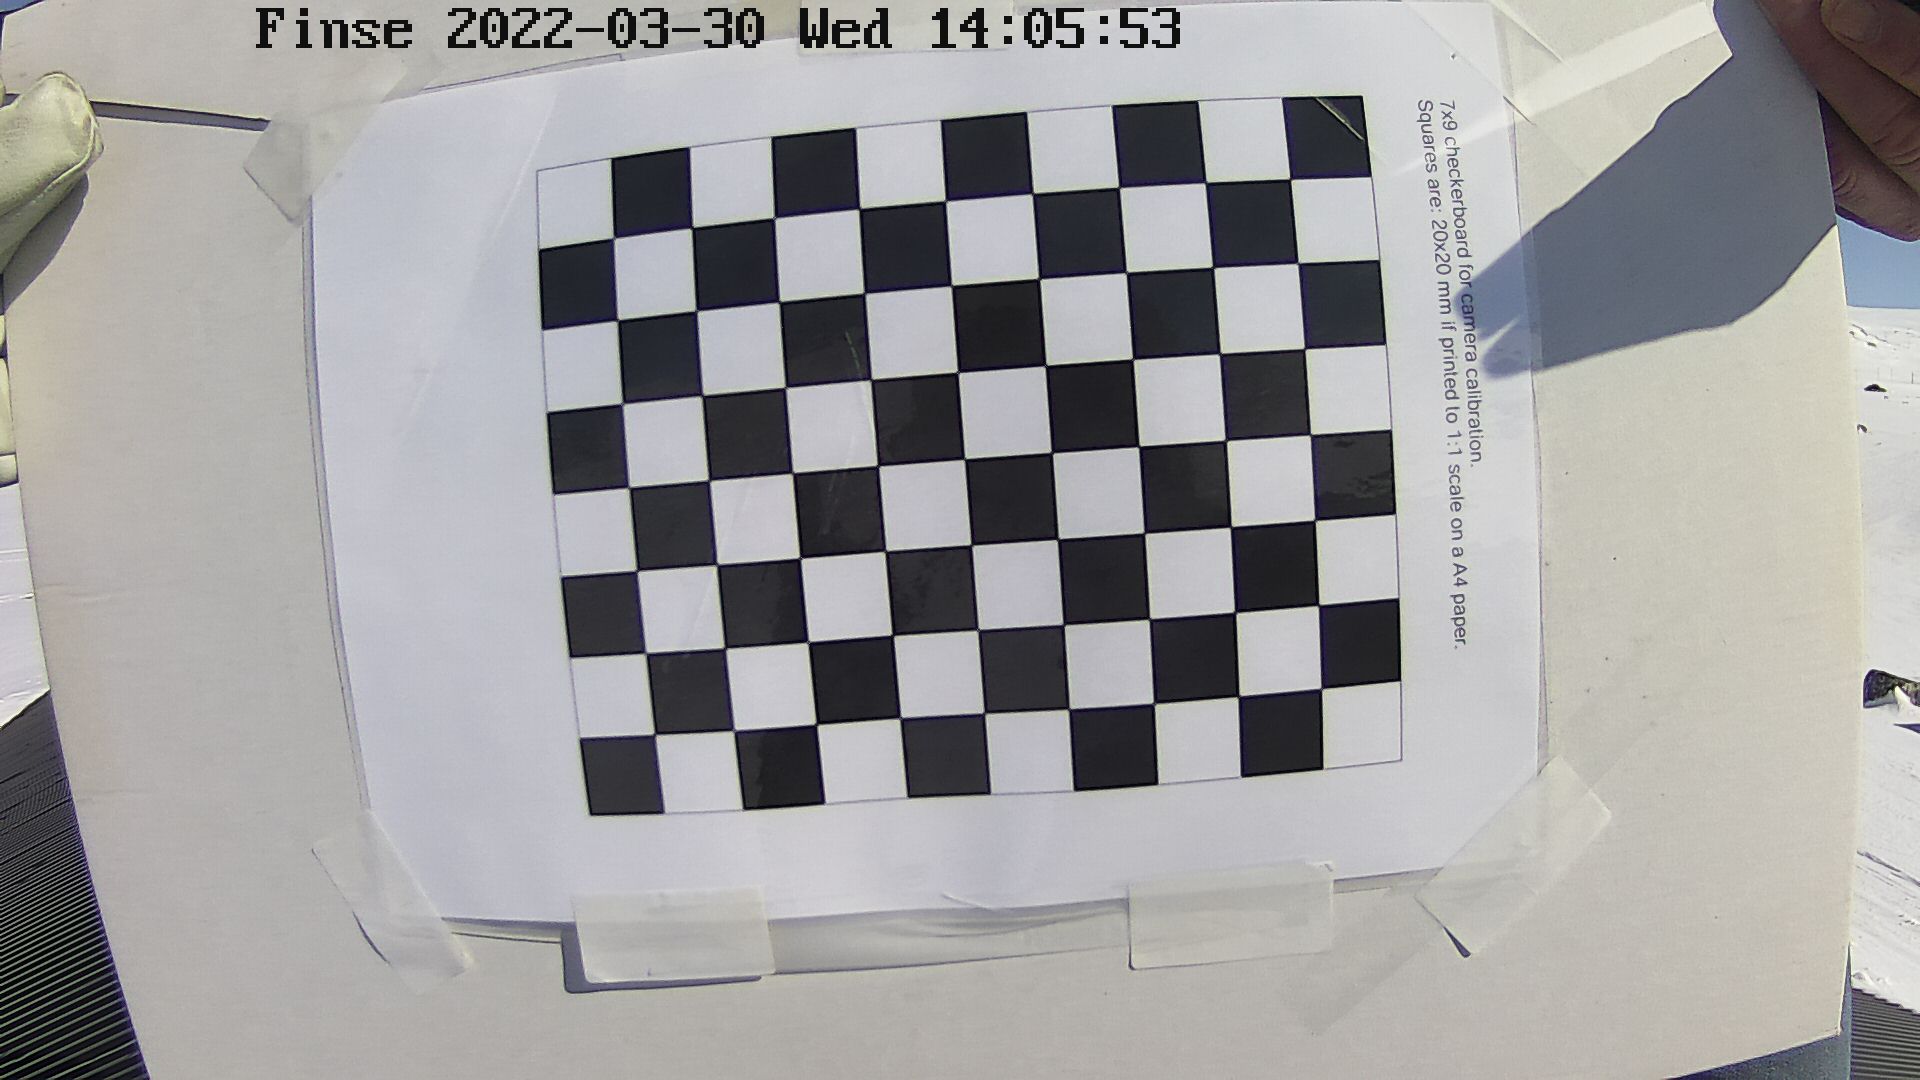 Finse 2022-03-30 Wed 14:05:53
7x9 checkerboard for camera calibration.
Squares are: 20x20 mm if printed to 1:1 scale on a A4 paper.